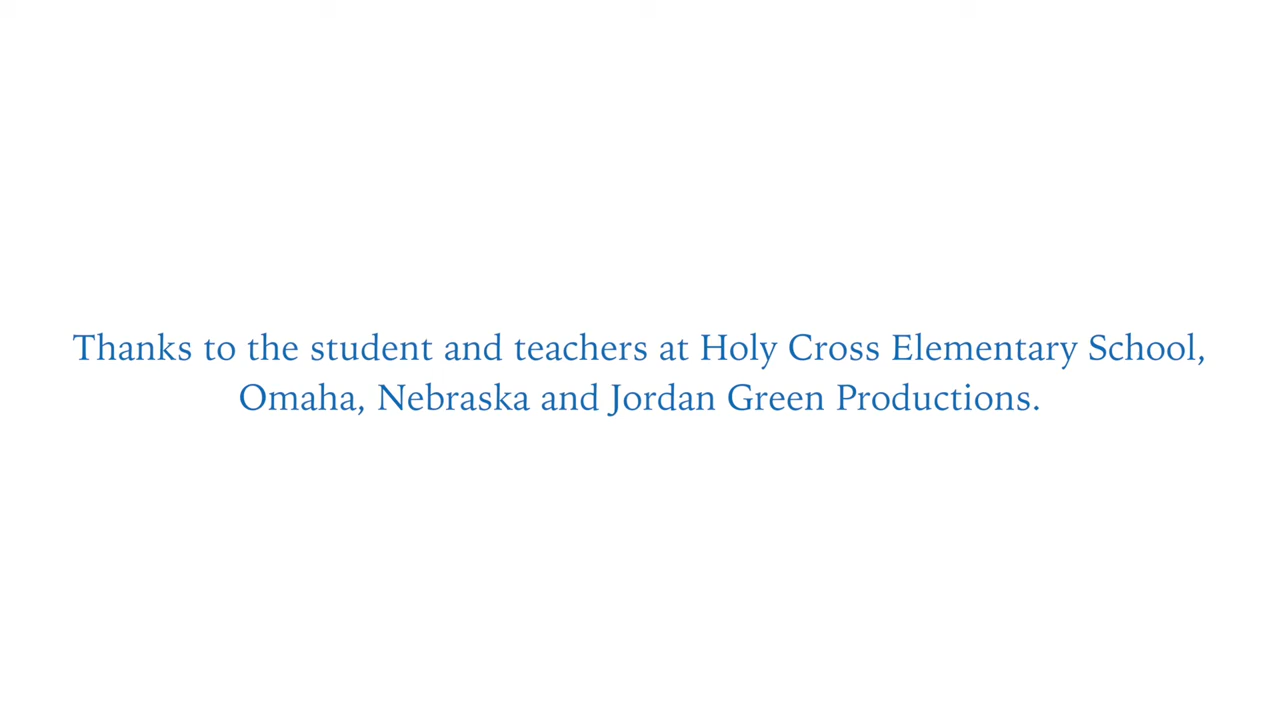 Thanks to the student and teachers at Holy Cross Elementary School,
Omaha, Nebraska and Jordan Green Productions.